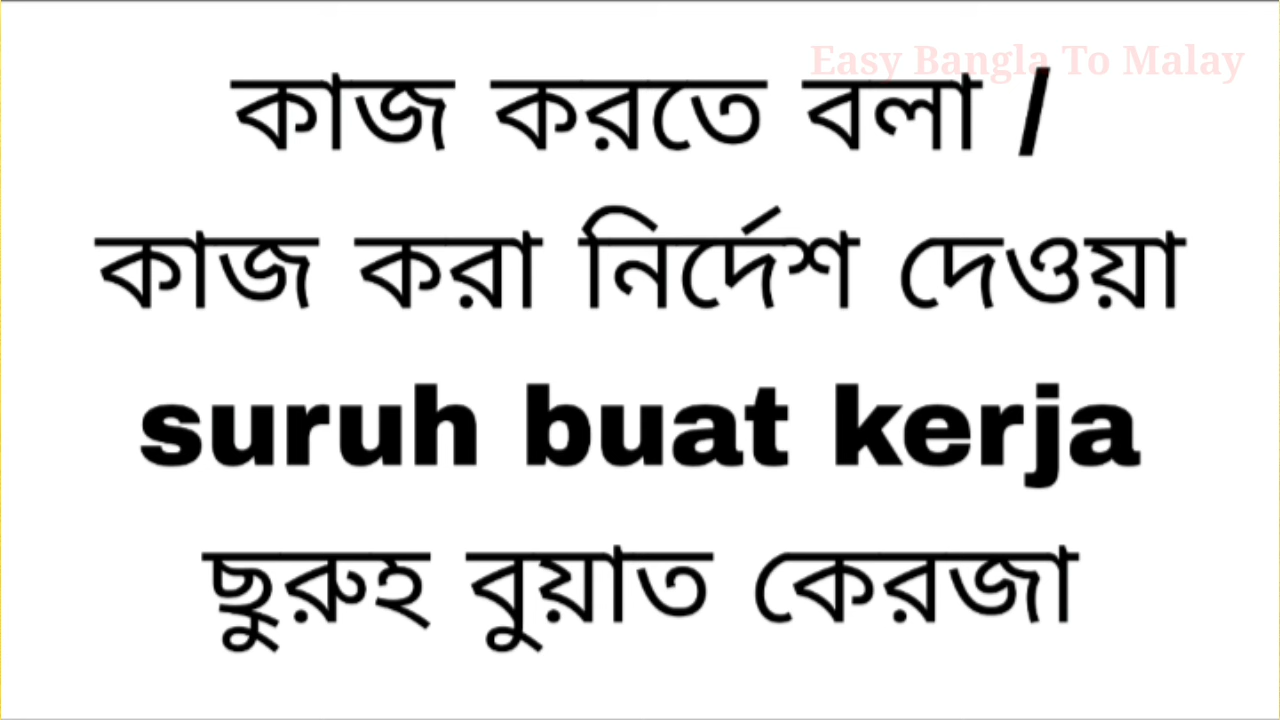 Easy Bangla To Malay
কাজ করতে বলা /
কাজ করা নির্দেশ দেওয়া
suruh buat kerja
ছুরুহ বুয়াত কেরজা